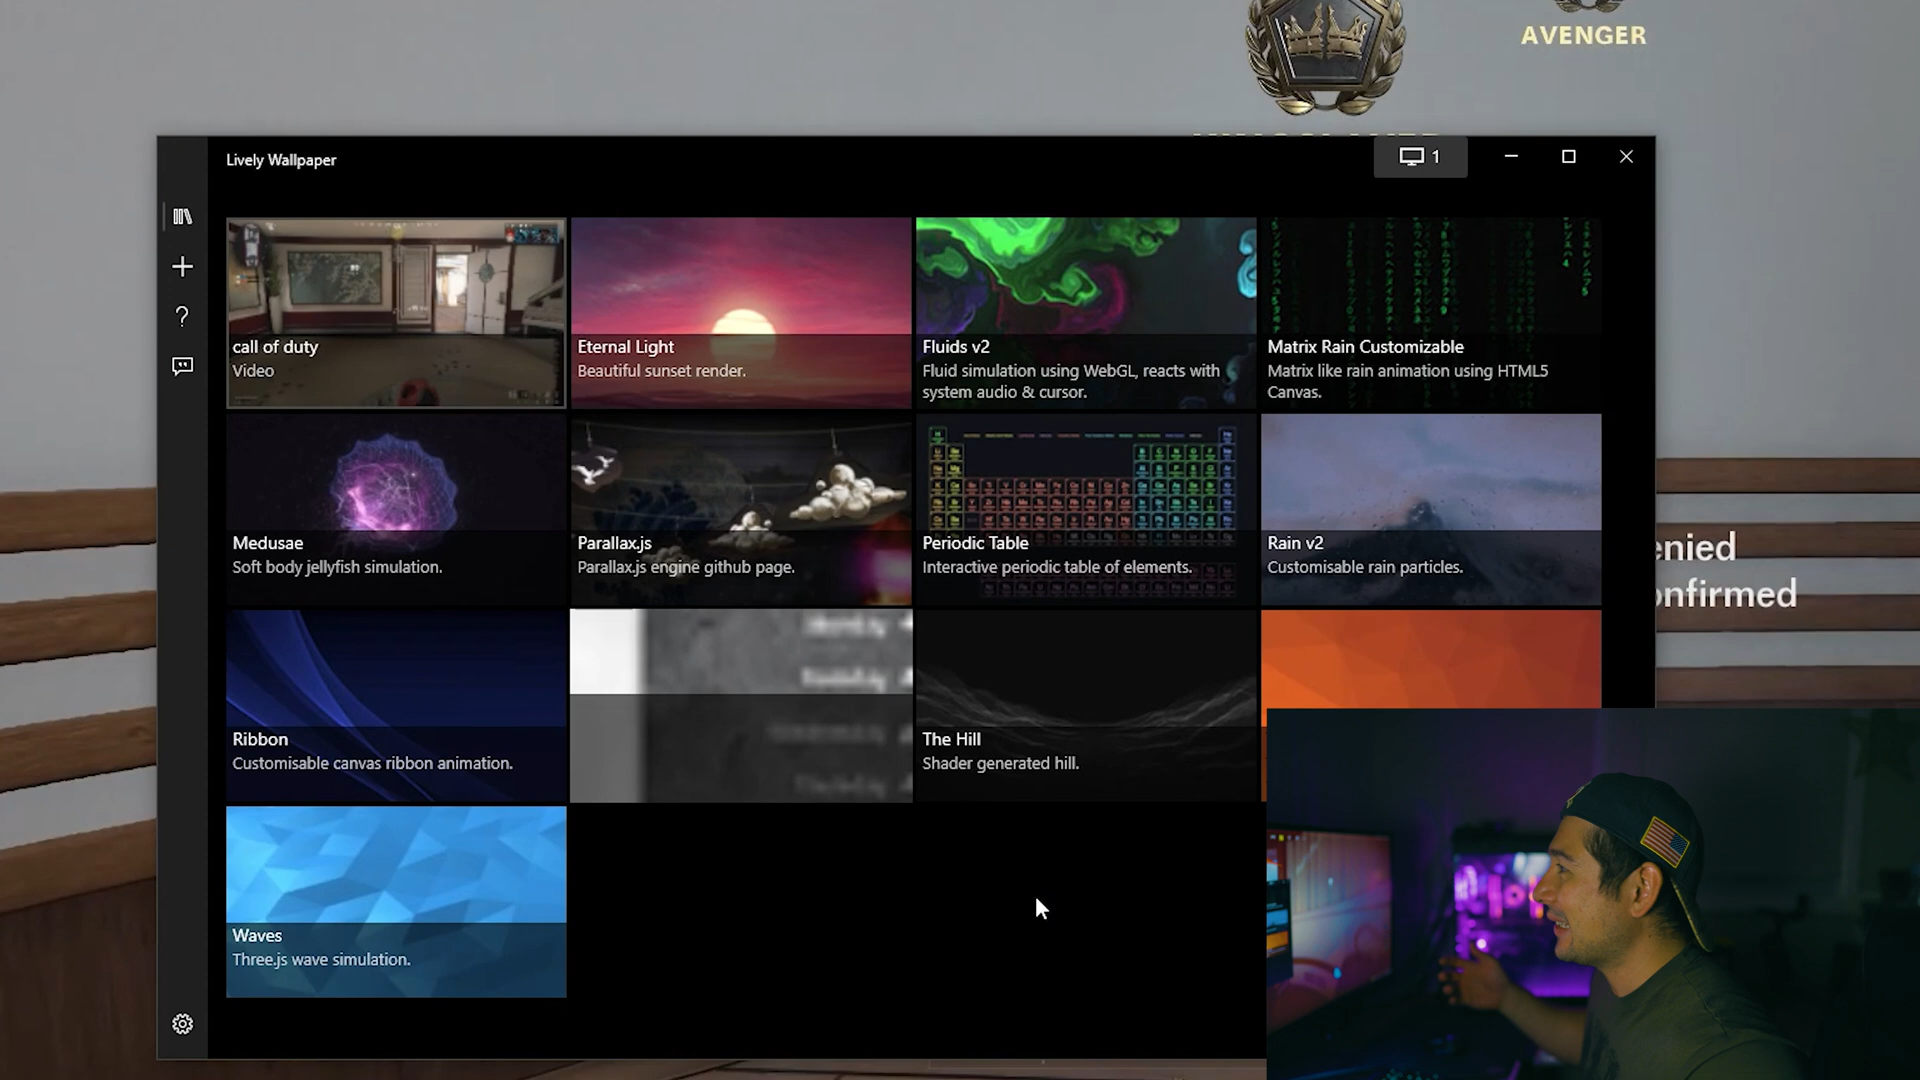 AVENGER
Lively Wallpaper
1
call of duty
Video
Eternal Light
Beautiful sunset render.
Fluids v2
Fluid simulation using WebGL, reacts with
system audio & cursor.
Matrix Rain Customizable
Matrix like rain animation using HTML5
Canvas.
Medusae
Soft body jellyfish simulation.
Parallax.js
Parallax.js engine github page.
Periodic Table
Interactive periodic table of elements.
Rain v2
Customisable rain particles.
enied
onfirmed
Ribbon
Customisable canvas ribbon animation.
The Hill
Shader generated hill.
Waves
Three.js wave simulation.